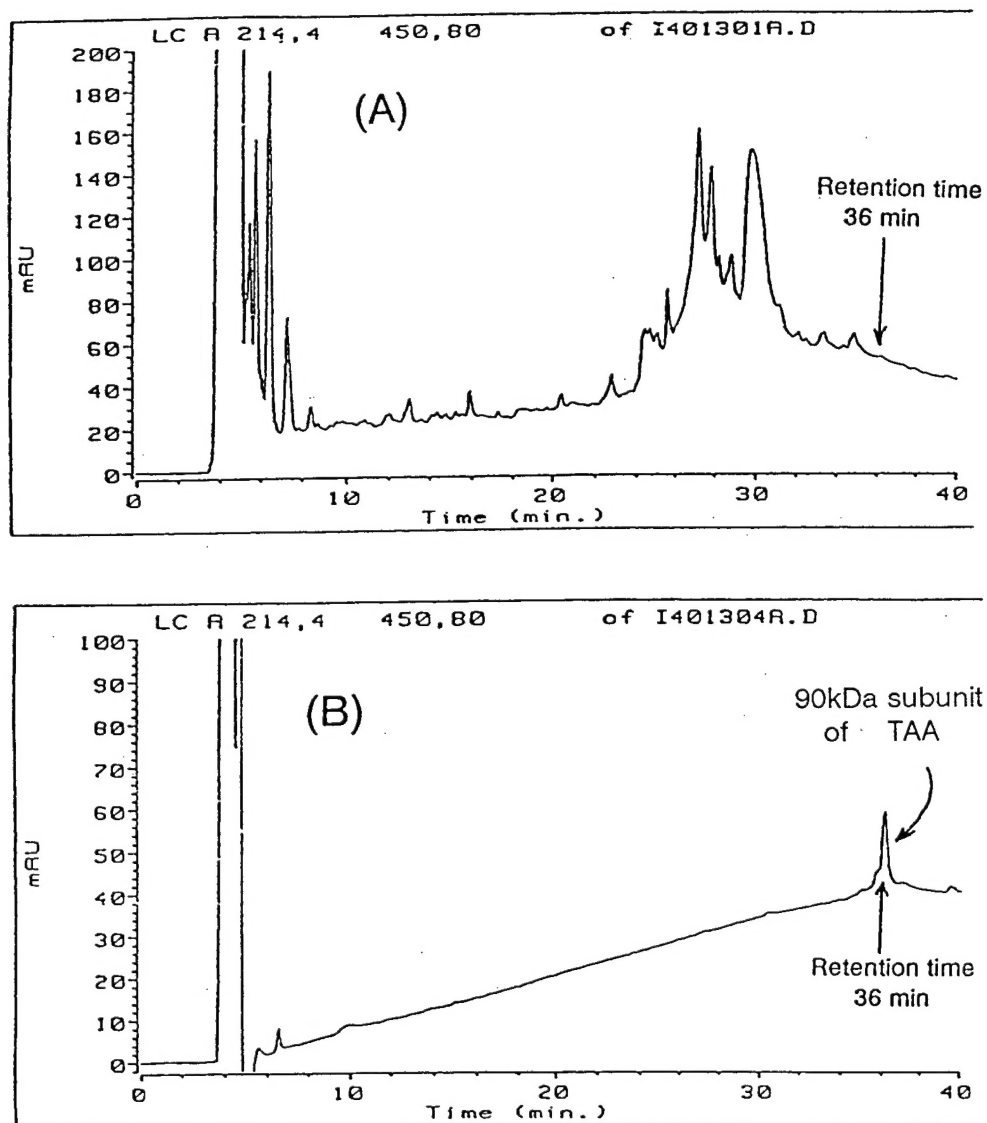 LC A 214,4 450,80 of I401301A.D
(A)
Retention time
36 min
mAU
200
180
160
140
120
100
80
60
40
20
0
0 10 20 30 40
Time (min.)
LC A 214,4 450,80 of I401304A.D
(B)
90kDa subunit
of TAA
Retention time
36 min
mAU
100
90
80
70
60
50
40
30
20
10
0
0 10 20 30 40
Time (min.)